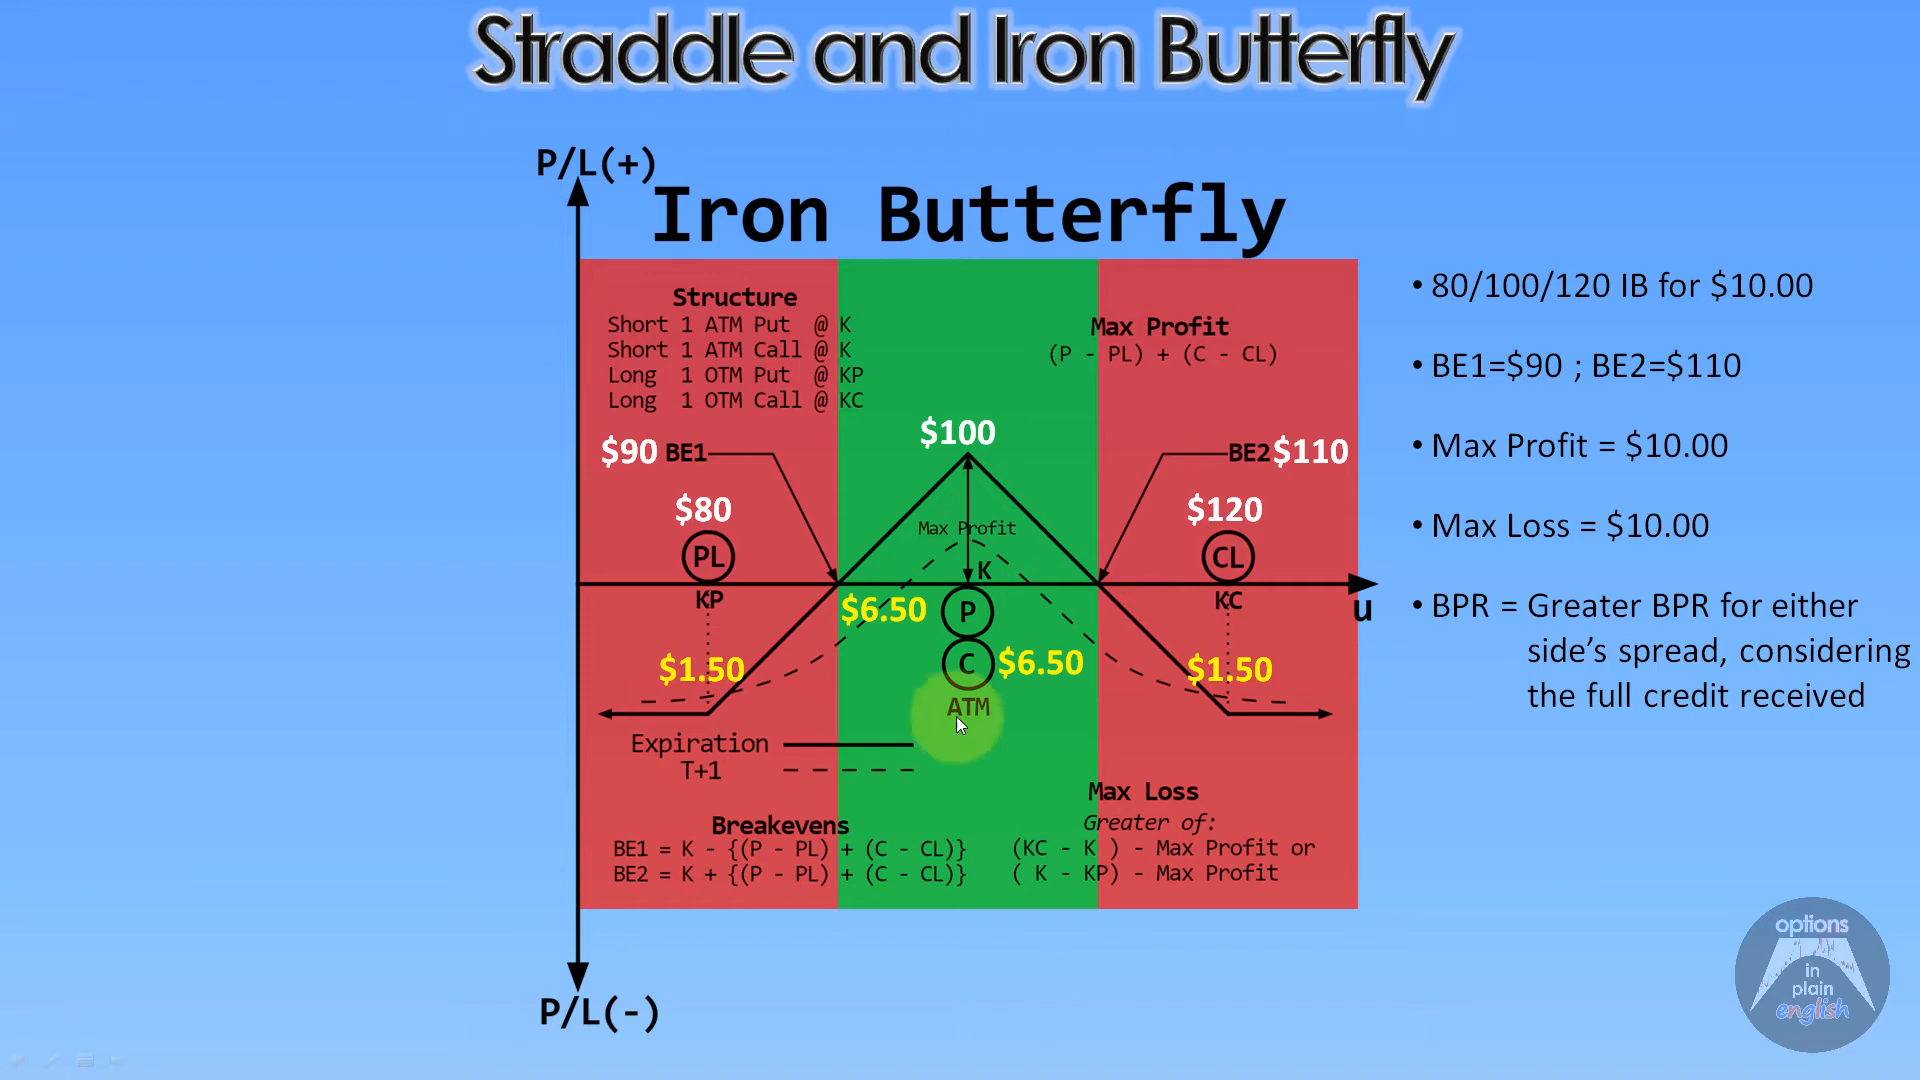 Straddle and Iron Butterfly
P/L(+)
Iron Butterfly
Structure
Short 1 ATM Put @ K
Short 1 ATM Call @ K
Long 1 OTM Put @ KP
Long 1 OTM Call @ KC
Max Profit
(P - PL) + (C - CL)
$90 BE1
$100
BE2 $110
$80
$120
PL
CL
Max Profit
K
KP
KC
u
$6.50
P
C
$6.50
$1.50
$1.50
ATM
Expiration
T+1
Breakevens
BE1 = K - {(P - PL) + (C - CL)}
BE2 = K + {(P - PL) + (C - CL)}
Max Loss
Greater of:
(KC - K ) - Max Profit or
( K - KP) - Max Profit
P/L(-)
• 80/100/120 IB for $10.00
• BE1=$90 ; BE2=$110
• Max Profit = $10.00
• Max Loss = $10.00
• BPR = Greater BPR for either
side’s spread, considering
the full credit received
options
in
plain
english